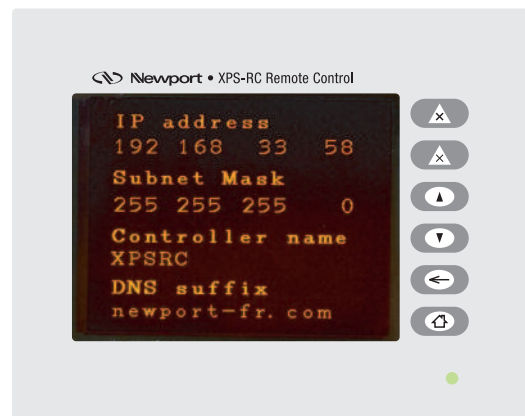 Newport • XPS-RC Remote Control
IP address
192 168 33 58
Subnet Mask
255 255 255 0
Controller name
XPSRC
DNS suffix
newport-fr.com